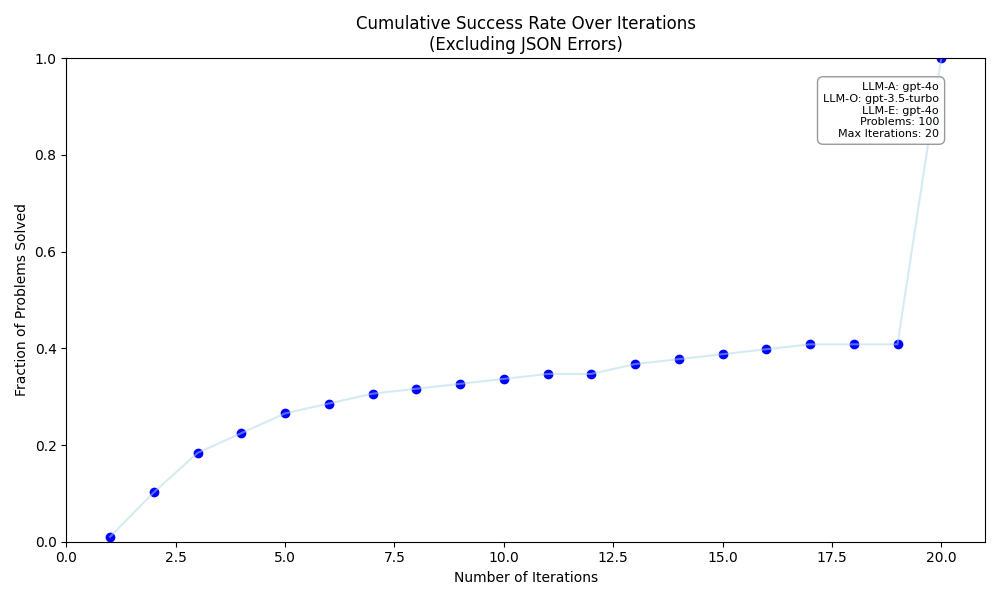 Cumulative Success Rate Over Iterations
(Excluding JSON Errors)
LLM-A: gpt-4o
LLM-O: gpt-3.5-turbo
LLM-E: gpt-4o
Problems: 100
Max Iterations: 20
Fraction of Problems Solved
1.0
0.8
0.6
0.4
0.2
0.0
0.0 2.5 5.0 7.5 10.0 12.5 15.0 17.5 20.0
Number of Iterations